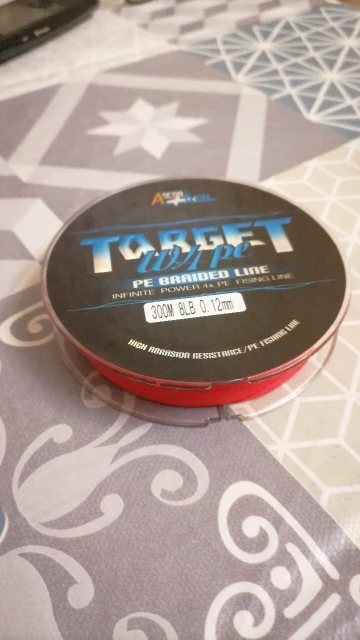 TARGET
W4 pe
PE BRAIDED LINE
INFINITE POWER 4x PE FISING LINE
300M 8LB 0.12mm
HIGH ABRASION RESISTANCE/PE FISHING LINE